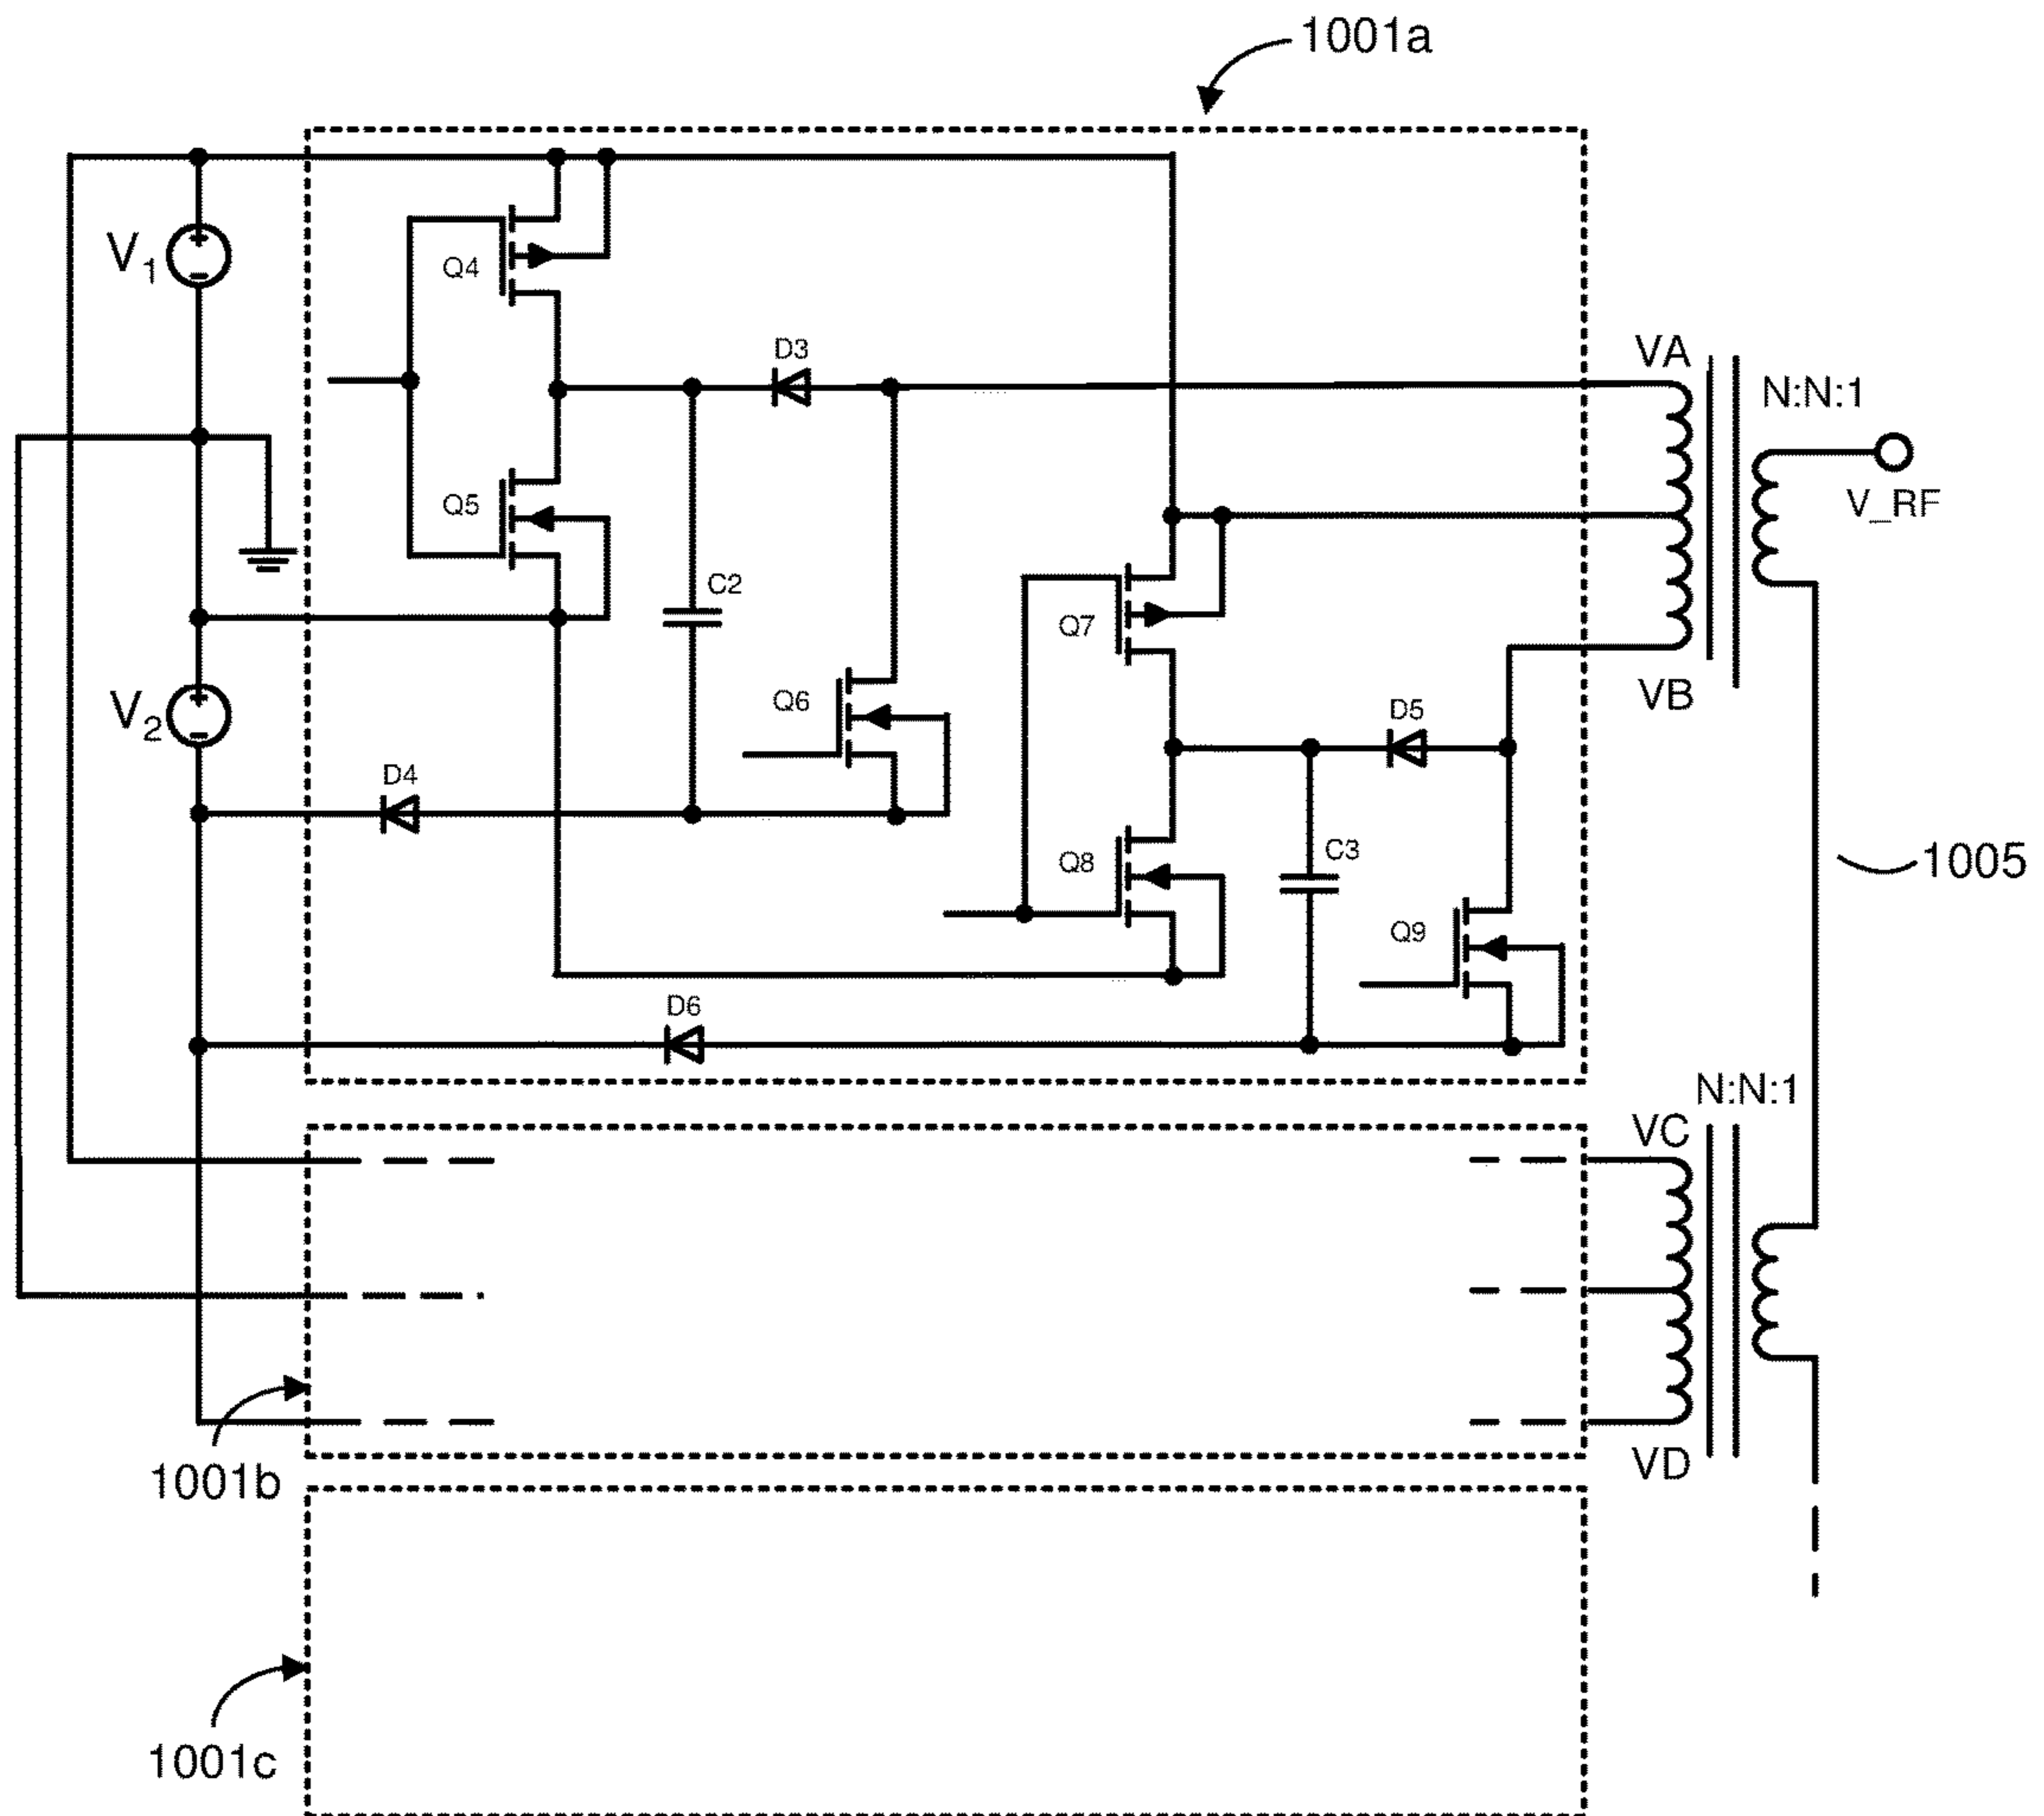 1001a
V1
Q4
D3
VA
N:N:1
V_RF
Q5
C2
Q7
Q6
VB
V2
D5
D4
Q8
C3
1005
Q9
D6
N:N:1
VC
1001b
VD
1001c